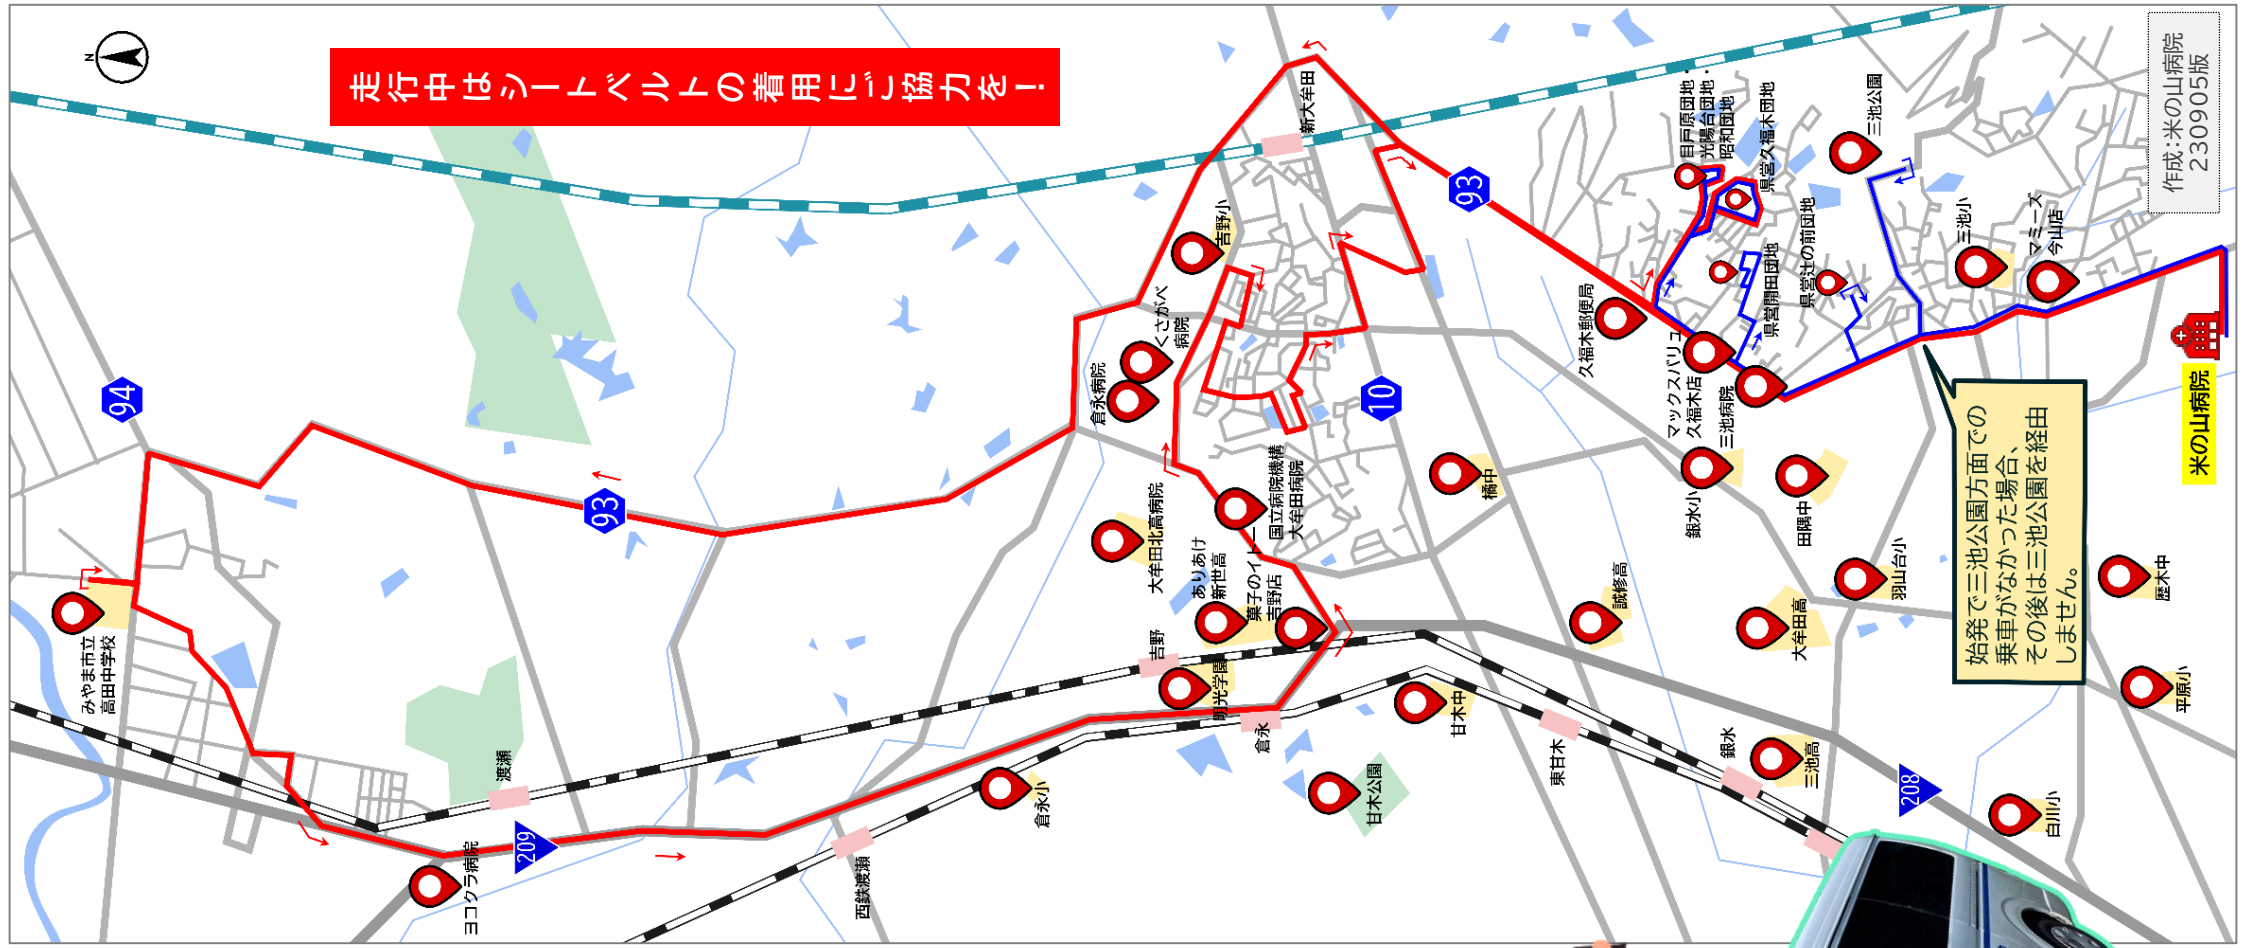 N
走行中はシートベルトの着用にご協力を！
作成：米の山病院
230905版
94
93
93
10
209
208
新大牟田
吉野小
くさがべ
病院
倉永病院
目戸原団地・
光陽台団地・
昭和団地
県営久福木団地
三池公園
県営開田団地
県営辻の前団地
三池小
マミーズ
今山店
久福木郵便局
マックスバリュ
久福木店
三池病院
米の山病院
始発で三池公園方面での
乗車がなかった場合、
その後は三池公園を経由
しません。
みやま市立
高田中学校
大牟田北高病院
国立病院機構
大牟田病院
ありあけ
新世高
菓子のイトー
吉野店
橘中
銀水小
田隈中
羽山台小
歴木中
誠修高
大牟田高
平原小
吉野
明光学園
倉永
甘木中
東甘木
銀水
三池高
白川小
渡瀬
倉永小
甘木公園
ヨコクラ病院
西鉄渡瀬